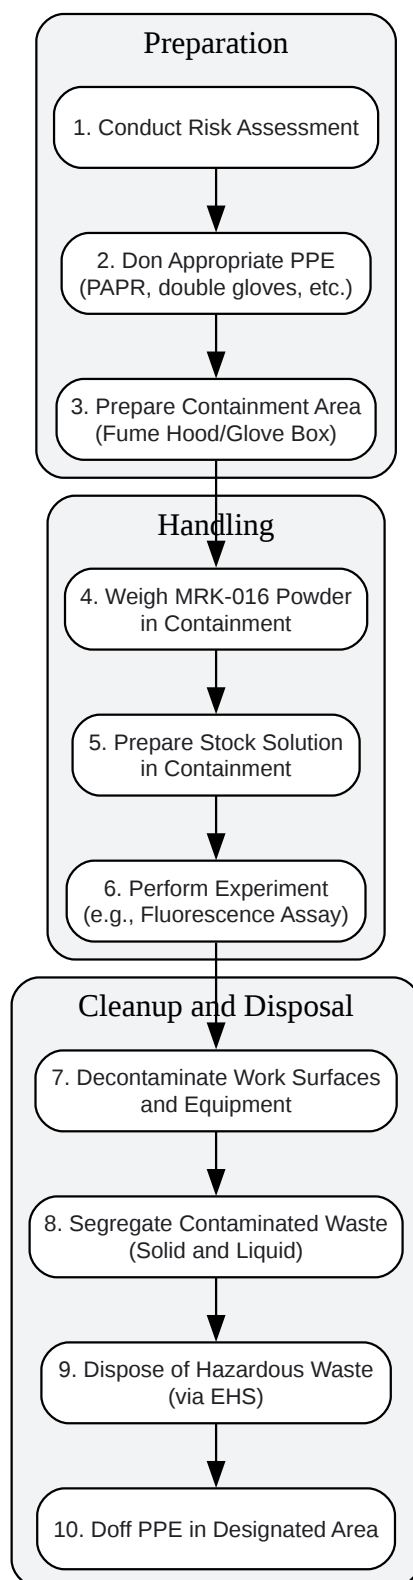 Preparation
1. Conduct Risk Assessment
2. Don Appropriate PPE
(PAPR, double gloves, etc.)
3. Prepare Containment Area
(Fume Hood/Glove Box)
Handling
4. Weigh MRK-016 Powder
in Containment
5. Prepare Stock Solution
in Containment
6. Perform Experiment
(e.g., Fluorescence Assay)
Cleanup and Disposal
7. Decontaminate Work Surfaces
and Equipment
8. Segregate Contaminated Waste
(Solid and Liquid)
9. Dispose of Hazardous Waste
(via EHS)
10. Doff PPE in Designated Area